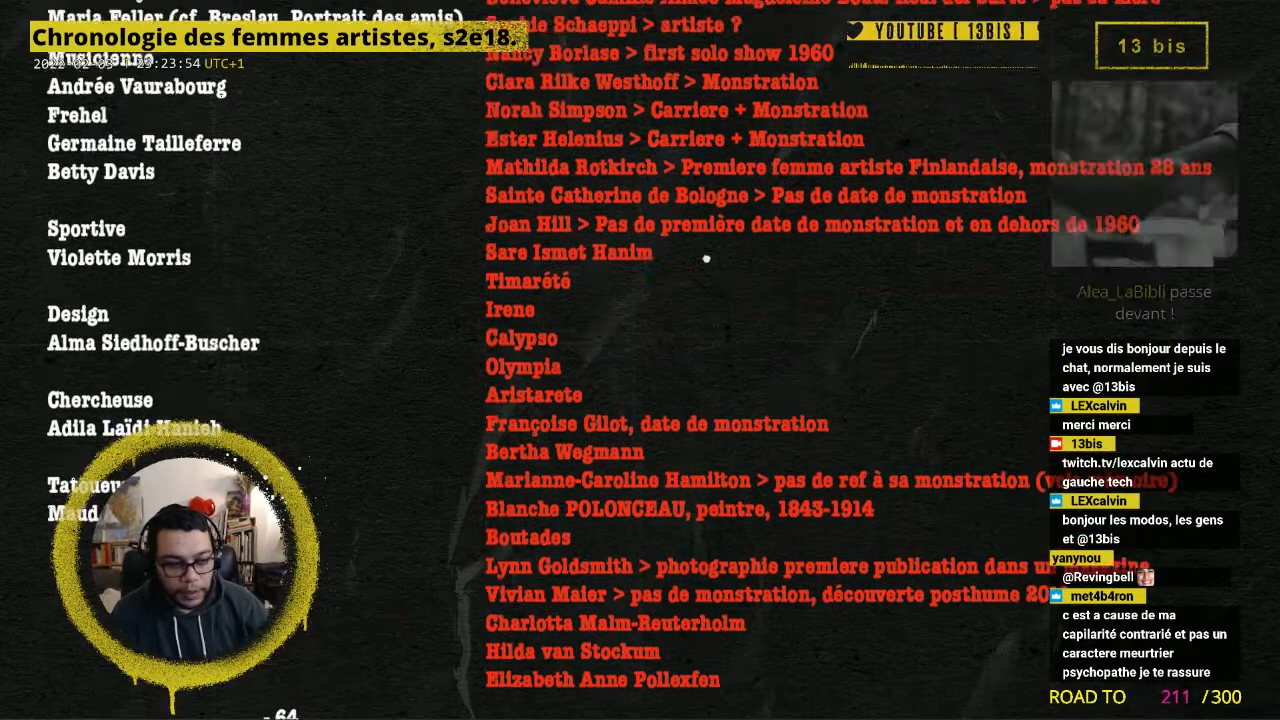 Maria Feller (cf. Breslau, Portrait des amis)
Chronologie des femmes artistes, s2e18.
23:54 UTC+1
Musicienne
Andrée Vaurabourg
Frehel
Germaine Tailleferre
Betty Davis
Sportive
Violette Morris
Design
Alma Siedhoff-Buscher
Chercheuse
Adila Laïdi Hanieh
Maud
- 64
Schaeppi > artiste ?
Nancy Borlase > first solo show 1960
Clara Rilke Westhoff > Monstration
Norah Simpson > Carriere + Monstration
Ester Helenius > Carriere + Monstration
Mathilda Rotkirch > Premiere femme artiste Finlandaise, monstration 28 ans
Sainte Catherine de Bologne > Pas de date de monstration
Joan Hill > Pas de première date de monstration et en dehors de 1960
Sare Ismet Hanim
Timarété
Irene
Calypso
Olympia
Aristarete
Françoise Gilot, date de monstration
Bertha Wegmann
Marianne-Caroline Hamilton > pas de ref à sa monstration
Blanche POLONCEAU, peintre, 1843-1914
Boutades
Lynn Goldsmith > photographie premiere publication dans
Vivian Maier > pas de monstration, découverte posthume
Charlotta Malm-Reuterholm
Hilda van Stockum
Elizabeth Anne Pollexfen
YOUTUBE [ 13BIS ]
13 bis
Alea_LaBibli passe
devant !
je vous dis bonjour depuis le
chat, normalement je suis
avec @13bis
LEXcalvin
merci merci
13bis
twitch.tv/lexcalvin actu de
gauche tech
LEXcalvin
bonjour les modos, les gens
et @13bis
yanynou
@Revingbell
met4b4ron
c est a cause de ma
capilarité contrarié et pas un
caractere meurtrier
psychopathe je te rassure
ROAD TO 211 /300